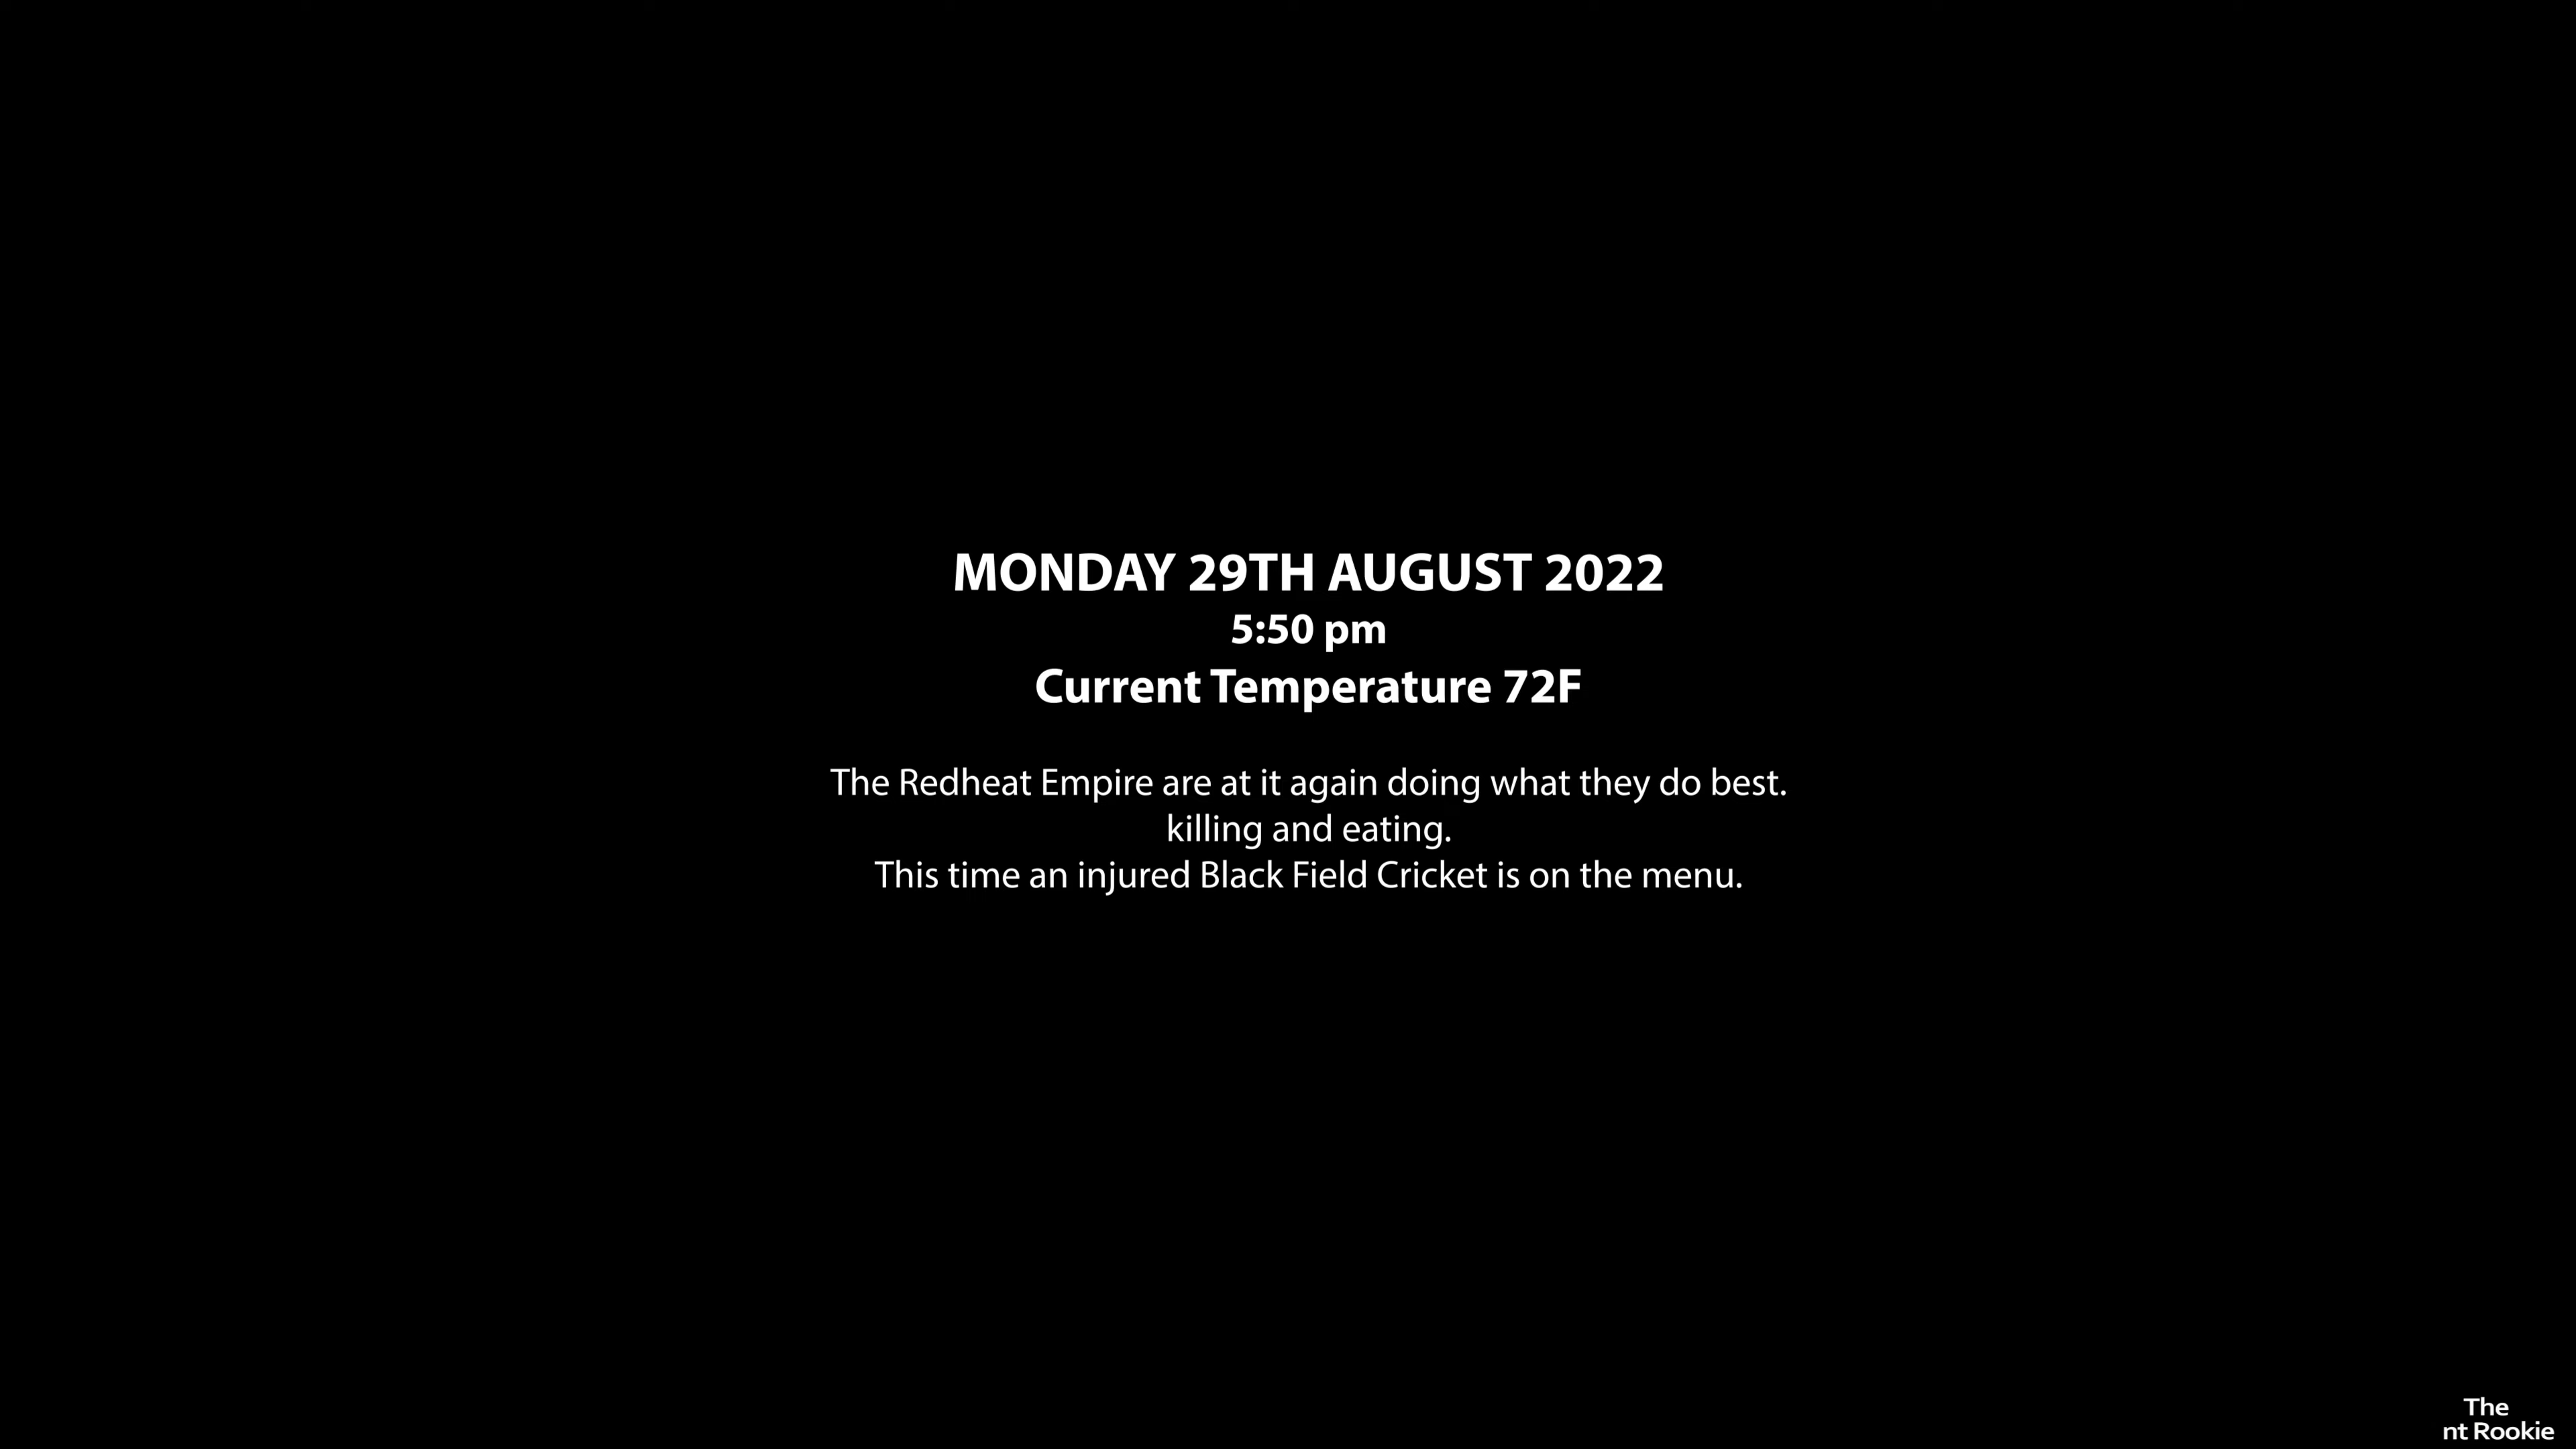 MONDAY 29TH AUGUST 2022
5:50 pm
Current Temperature 72F
The Redheat Empire are at it again doing what they do best.
killing and eating.
This time an injured Black Field Cricket is on the menu.
The
nt Rookie